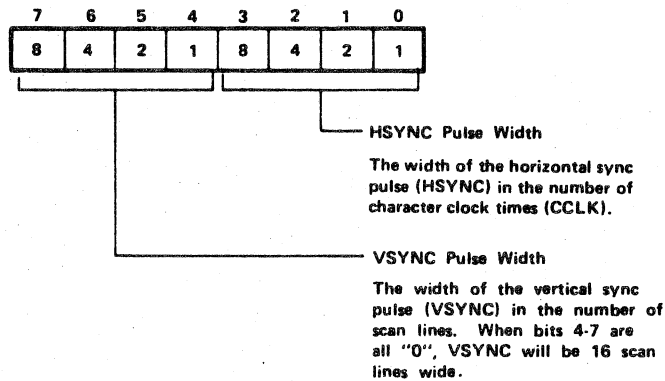 7 6 5 4 3 2 1 0
8 4 2 1 8 4 2 1
HSYNC Pulse Width
The width of the horizontal sync
pulse (HSYNC) in the number of
character clock times (CCLK).
VSYNC Pulse Width
The width of the vertical sync
pulse (VSYNC) in the number of
scan lines. When bits 4-7 are
all "0", VSYNC will be 16 scan
lines wide.